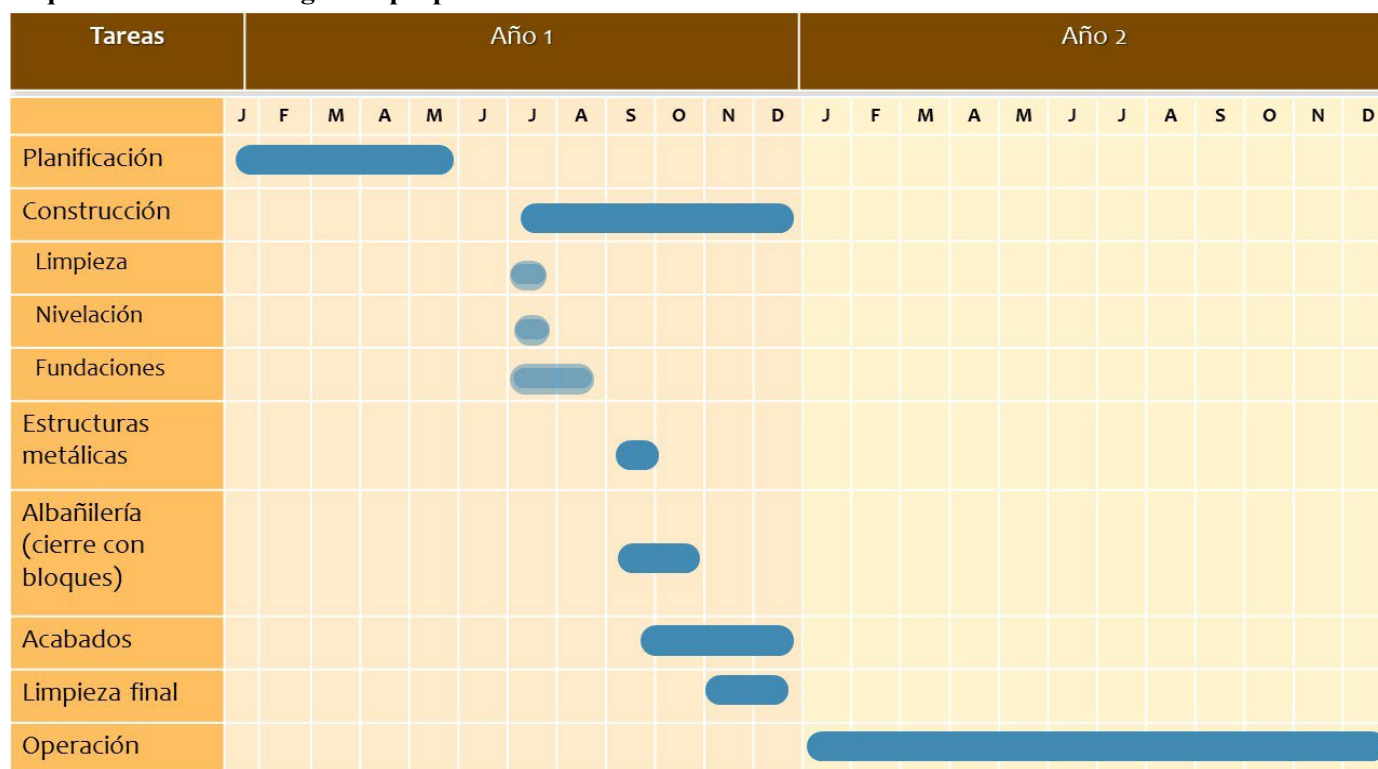 Tareas Año 1 Año 2
J F M A M J J A S O N D J F M A M J J A S O N D
Planificación
Construcción
Limpieza
Nivelación
Fundaciones
Estructuras
metálicas
Albañilería
(cierre con
bloques)
Acabados
Limpieza final
Operación